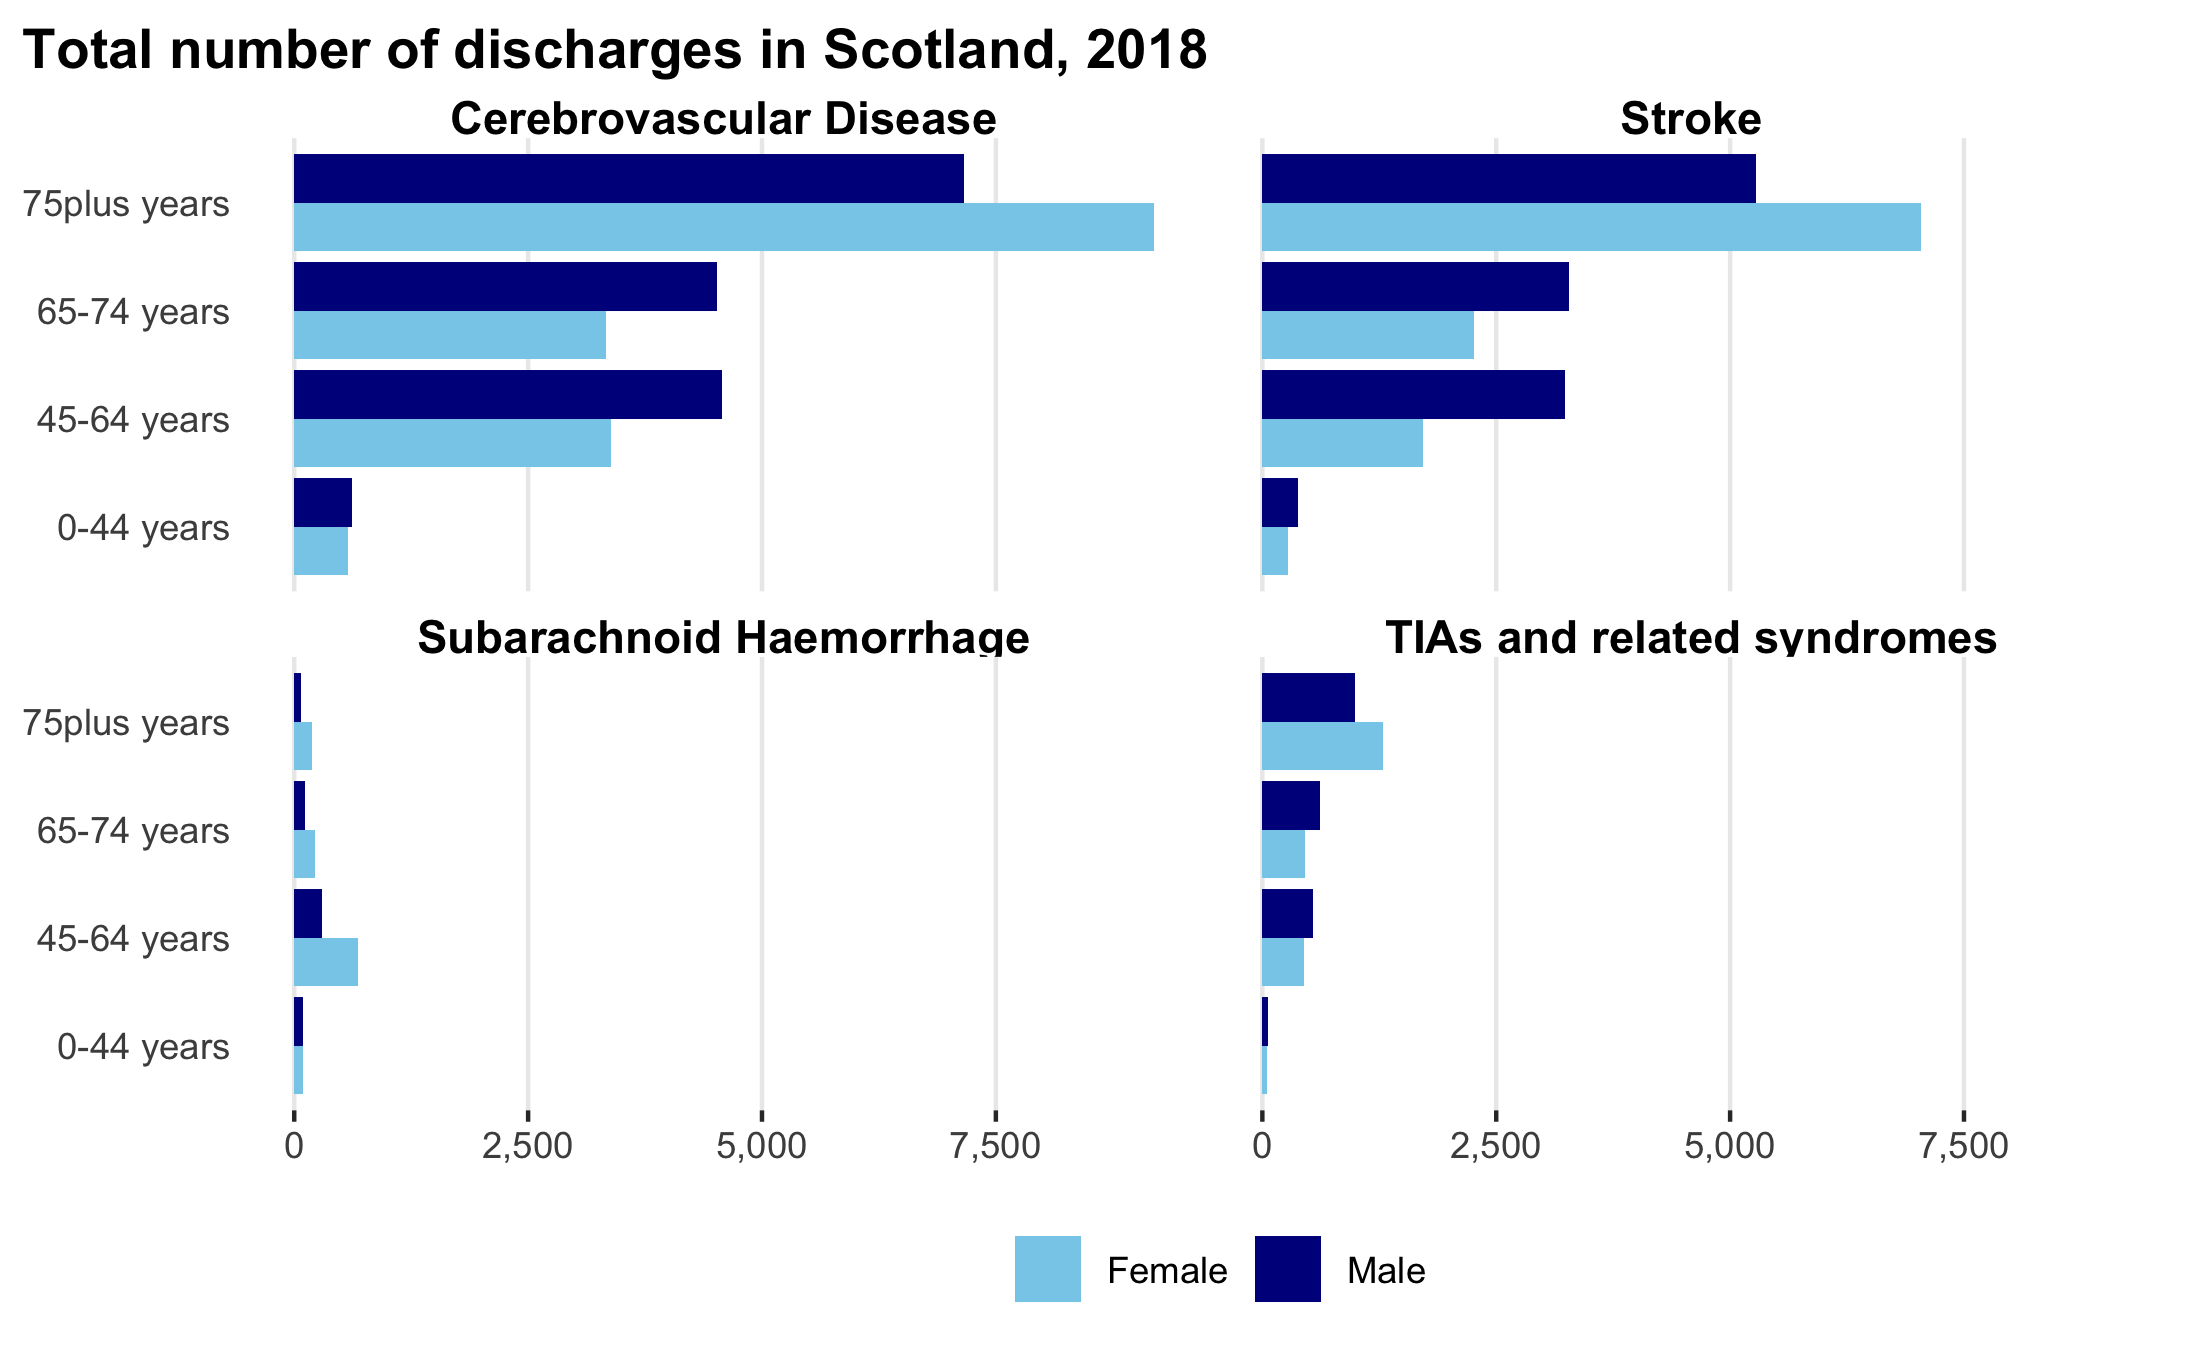 Total number of discharges in Scotland, 2018
Cerebrovascular Disease
Stroke
75plus years
65-74 years
45-64 years
0-44 years
Subarachnoid Haemorrhage
TIAs and related syndromes
75plus years
65-74 years
45-64 years
0-44 years
0 2,500 5,000 7,500
0 2,500 5,000 7,500
Female Male